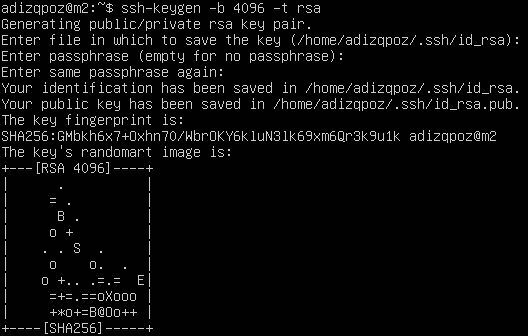 adizqpoz@m2:~$ ssh-keygen -b 4096 -t rsa
Generating public/private rsa key pair.
Enter file in which to save the key (/home/adizqpoz/.ssh/id_rsa):
Enter passphrase (empty for no passphrase):
Enter same passphrase again:
Your identification has been saved in /home/adizqpoz/.ssh/id_rsa.
Your public key has been saved in /home/adizqpoz/.ssh/id_rsa.pub.
The key fingerprint is:
SHA256:GMbkh6x7+Oxhn7O/WbrOKY6kluN3lk69xm6Qr3k9u1k adizqpoz@m2
The key's randomart image is:
+---[RSA 4096]----+
|      .          |
|     = .         |
|      B .        |
|     o +         |
|    . . S  .     |
|     o    o.  .  |
|    o +.. .=.=  E|
|     =+=.==oXooo |
|     +*o+=B@Oo++ |
+----[SHA256]-----+